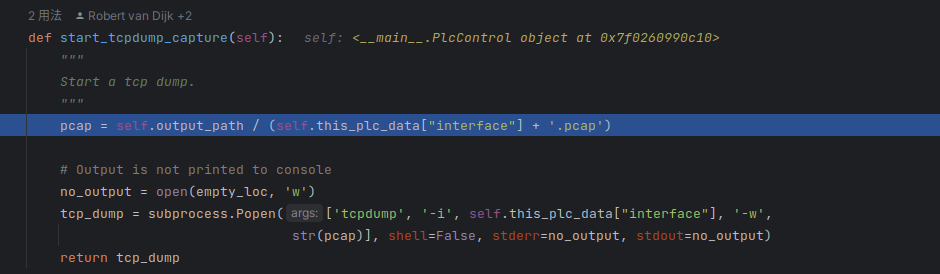 2 用法 Robert van Dijk +2
def start_tcpdump_capture(self): self: <__main__.PlcControl object at 0x7f0260990c10>
"""
Start a tcp dump.
"""
pcap = self.output_path / (self.this_plc_data["interface"] + '.pcap')
# Output is not printed to console
no_output = open(empty_loc, 'w')
tcp_dump = subprocess.Popen( args: ['tcpdump', '-i', self.this_plc_data["interface"], '-w',
str(pcap)], shell=False, stderr=no_output, stdout=no_output)
return tcp_dump